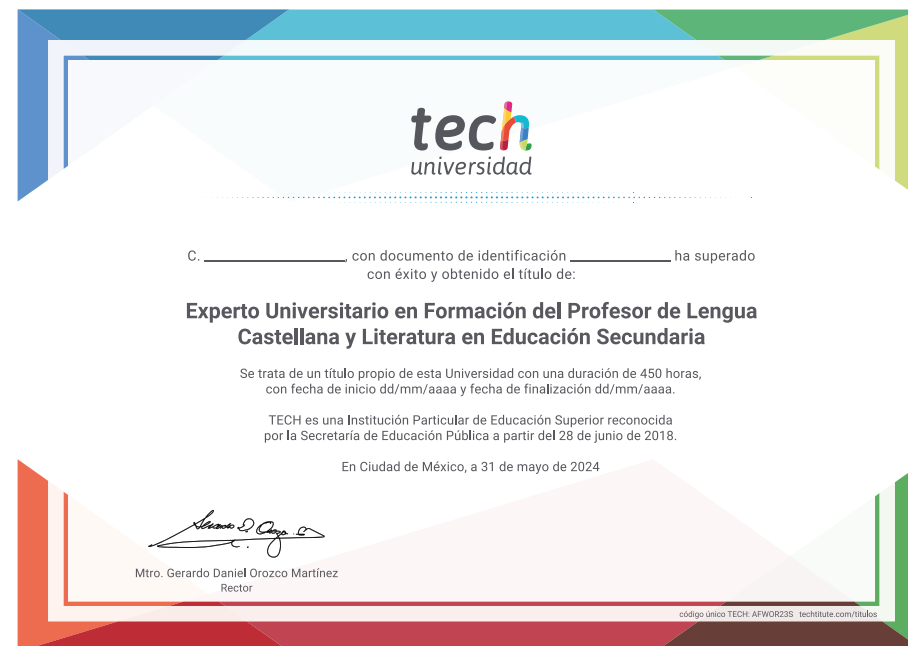 tech
universidad
C. ____________, con documento de identificación ____________ ha superado
con éxito y obtenido el título de:
Experto Universitario en Formación del Profesor de Lengua
Castellana y Literatura en Educación Secundaria
Se trata de un título propio de esta Universidad con una duración de 450 horas,
con fecha de inicio dd/mm/aaaa y fecha de finalización dd/mm/aaaa.
TECH es una Institución Particular de Educación Superior reconocida
por la Secretaría de Educación Pública a partir del 28 de junio de 2018.
En Ciudad de México, a 31 de mayo de 2024
Mtro. Gerardo Daniel Orozco Martínez
Rector
código único TECH: AFWOR23S techtitute.com/titulos